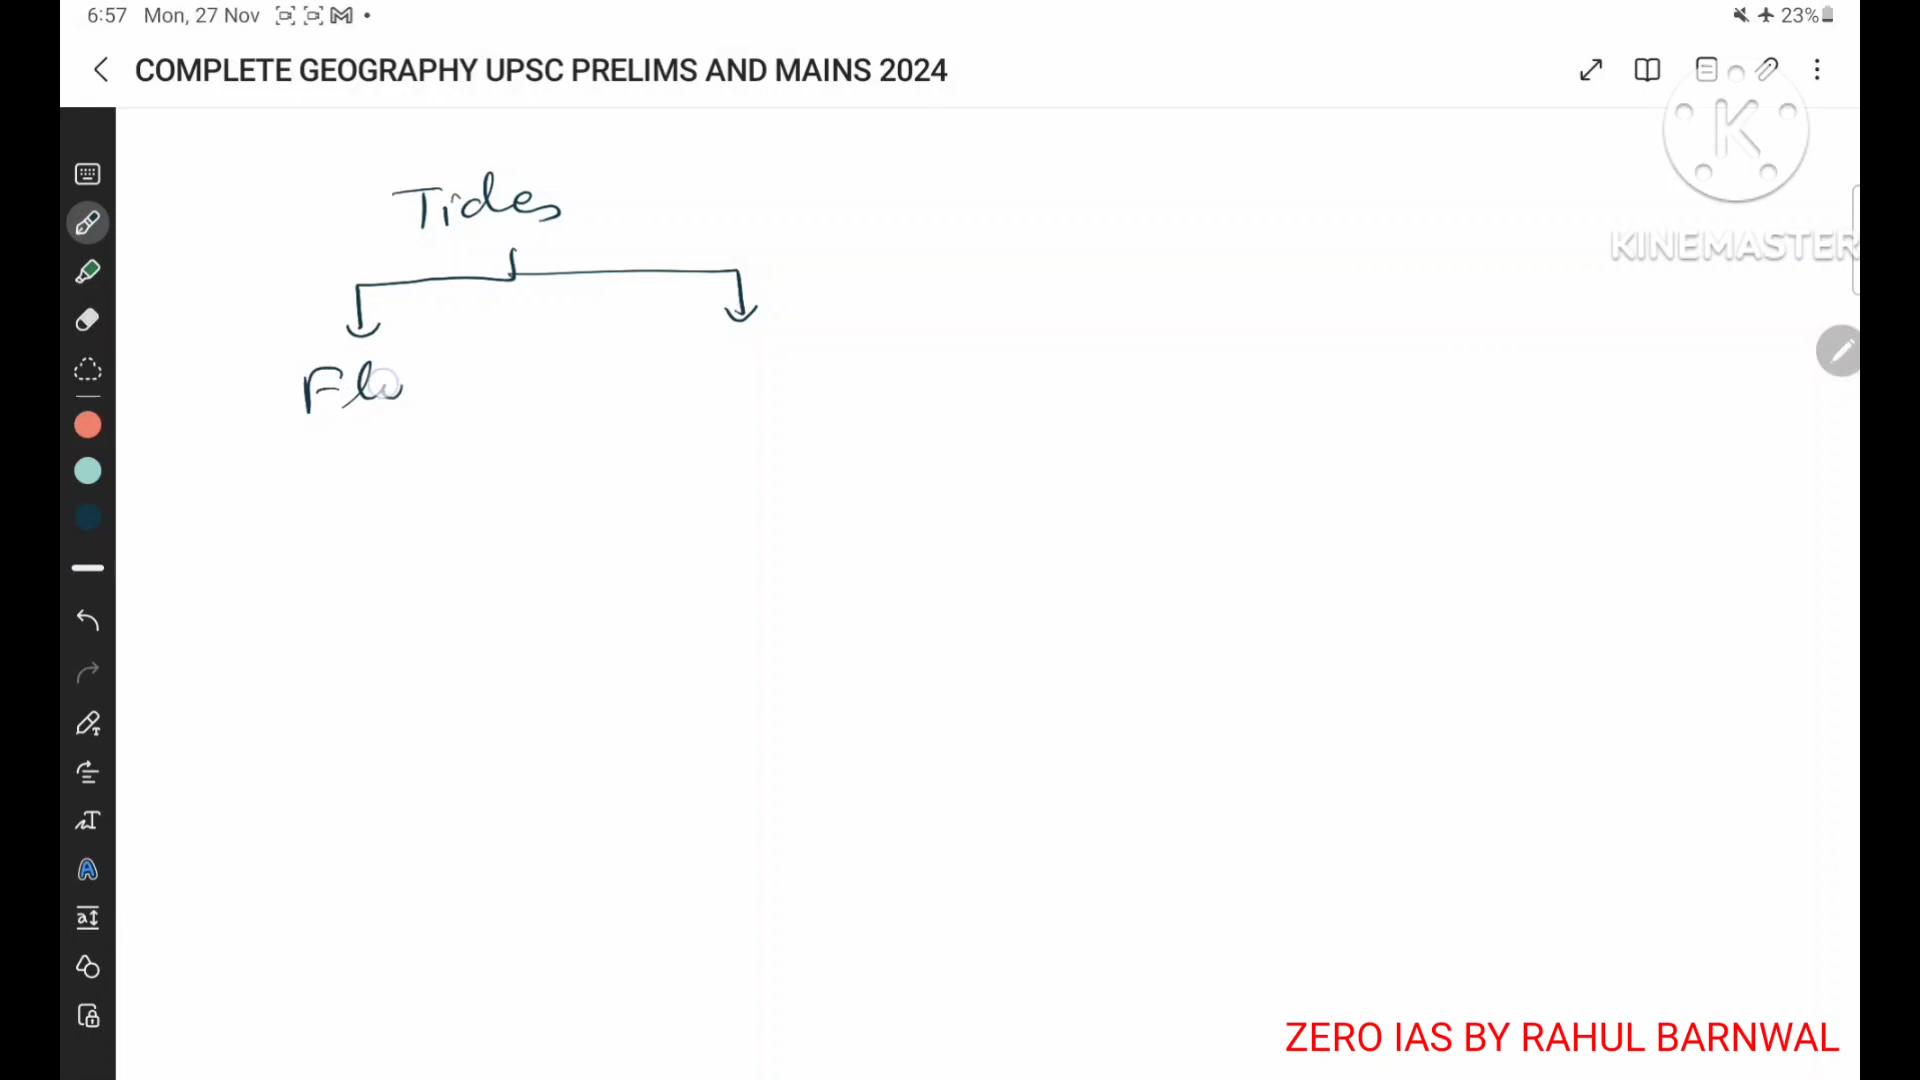 6:57 Mon, 27 Nov
23%
COMPLETE GEOGRAPHY UPSC PRELIMS AND MAINS 2024
K
KINEMASTER
Tides
ZERO IAS BY RAHUL BARNWAL